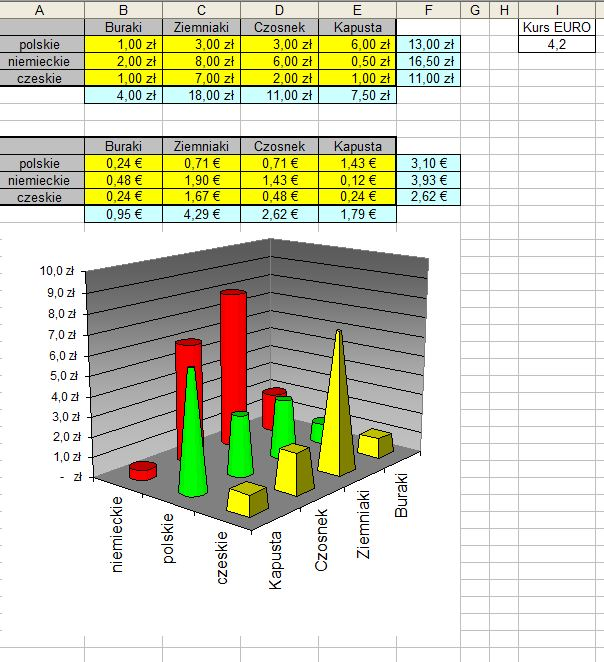 A B C D E F G H I
Buraki Ziemniaki Czosnek Kapusta Kurs EURO
polskie 1,00 zł 3,00 zł 3,00 zł 6,00 zł 13,00 zł 4,2
niemieckie 2,00 zł 8,00 zł 6,00 zł 0,50 zł 16,50 zł
czeskie 1,00 zł 7,00 zł 2,00 zł 1,00 zł 11,00 zł
4,00 zł 18,00 zł 11,00 zł 7,50 zł
Buraki Ziemniaki Czosnek Kapusta
polskie 0,24 € 0,71 € 0,71 € 1,43 € 3,10 €
niemieckie 0,48 € 1,90 € 1,43 € 0,12 € 3,93 €
czeskie 0,24 € 1,67 € 0,48 € 0,24 € 2,62 €
0,95 € 4,29 € 2,62 € 1,79 €
10,0 zł
9,0 zł
8,0 zł
7,0 zł
6,0 zł
5,0 zł
4,0 zł
3,0 zł
2,0 zł
1,0 zł
- zł
niemieckie
polskie
czeskie
Kapusta
Czosnek
Ziemniaki
Buraki